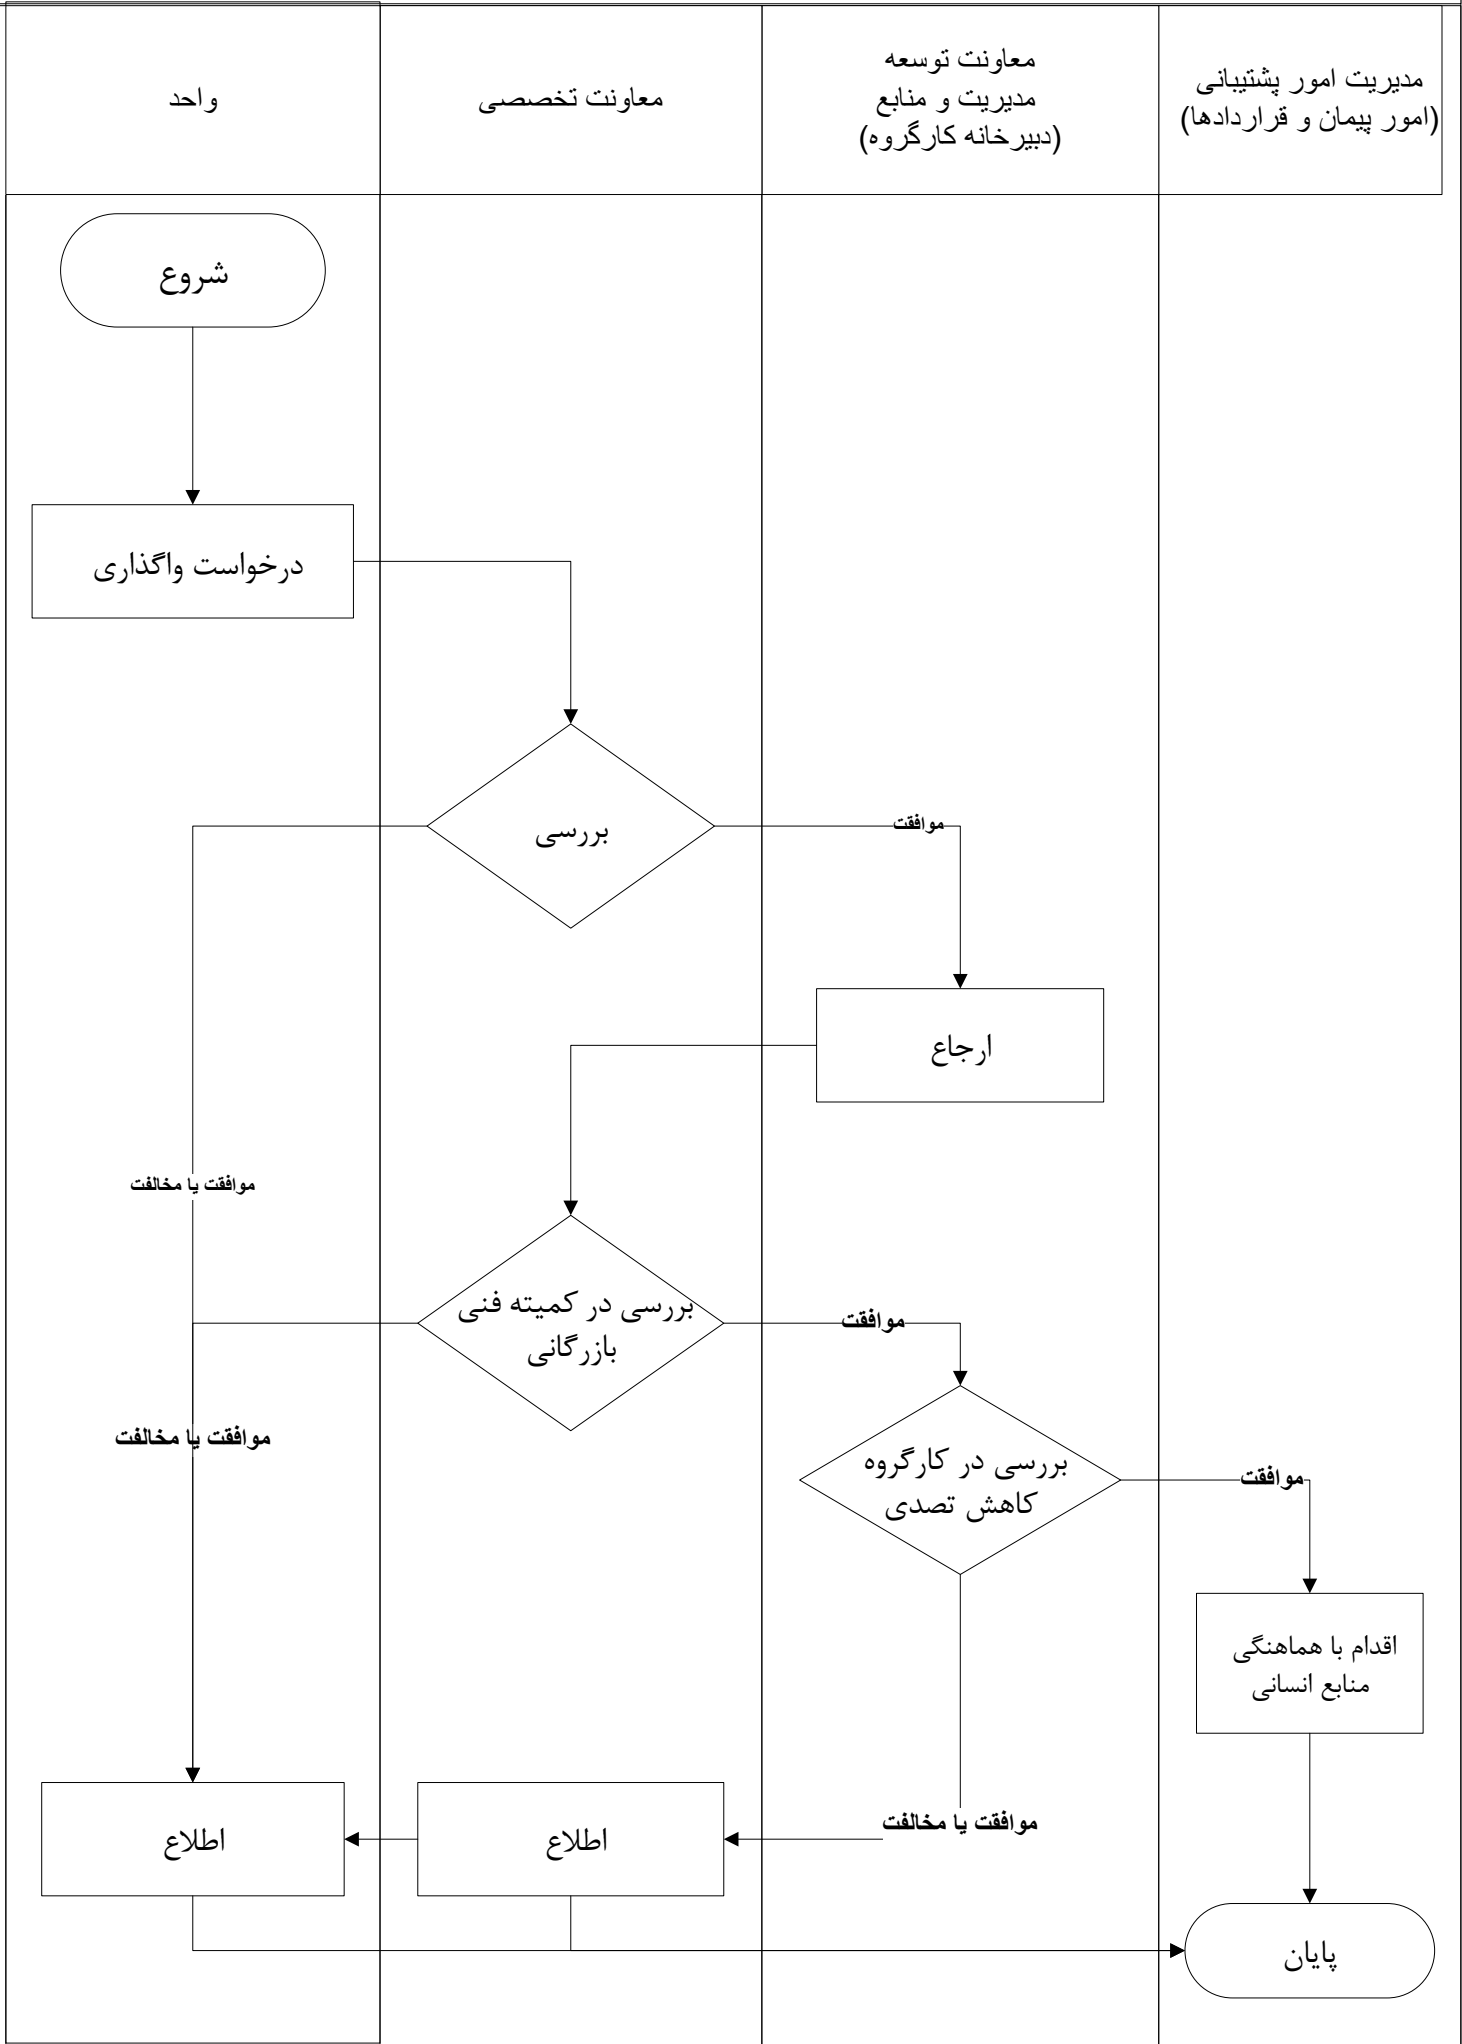 واحد
معاونت تخصصی
معاونت توسعه
مدیریت و منابع
(دبیرخانه کارگروه)
مدیریت امور پشتیبانی
(امور پیمان و قراردادها)
شروع
درخواست واگذاری
بررسی
موافقت
ارجاع
موافقت یا مخالفت
بررسی در کمیته فنی
بازرگانی
موافقت
موافقت یا مخالفت
بررسی در کارگروه
کاهش تصدی
موافقت
اقدام با هماهنگی
منابع انسانی
موافقت یا مخالفت
اطلاع
اطلاع
پایان